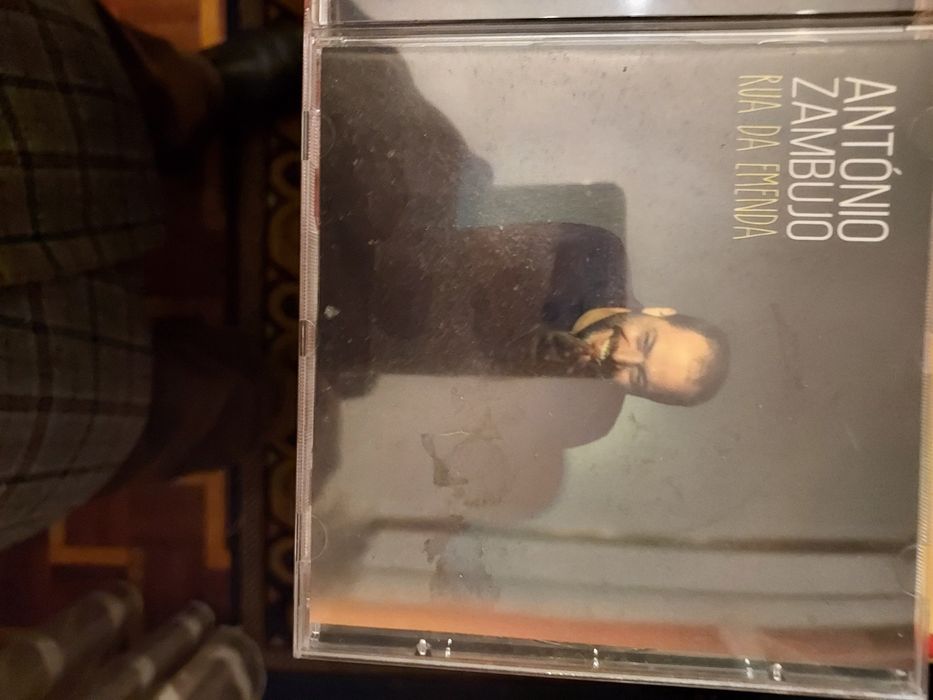 ANTÓNIO
ZAMBUJO
RUA DA EMENDA